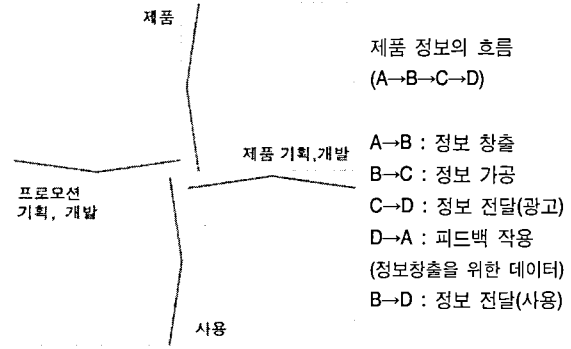 제품
제품 기획,개발
프로모션
기획, 개발
사용
제품 정보의 흐름
(A→B→C→D)
A→B : 정보 창출
B→C : 정보 가공
C→D : 정보 전달(광고)
D→A : 피드백 작용
(정보창출을 위한 데이터)
B→D : 정보 전달(사용)